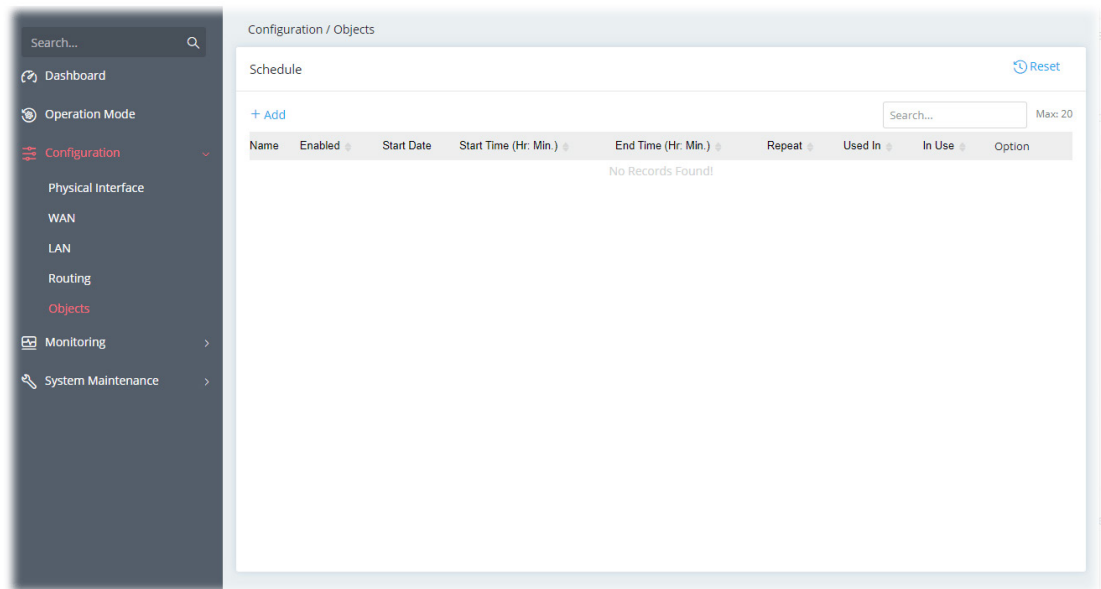 Search...
Dashboard
Operation Mode
Configuration
Physical Interface
WAN
LAN
Routing
Objects
Monitoring
System Maintenance
Configuration / Objects
Schedule
Reset
+ Add
Search...
Max: 20
Name Enabled Start Date Start Time (Hr: Min.) End Time (Hr: Min.) Repeat Used In In Use Option
No Records Found!